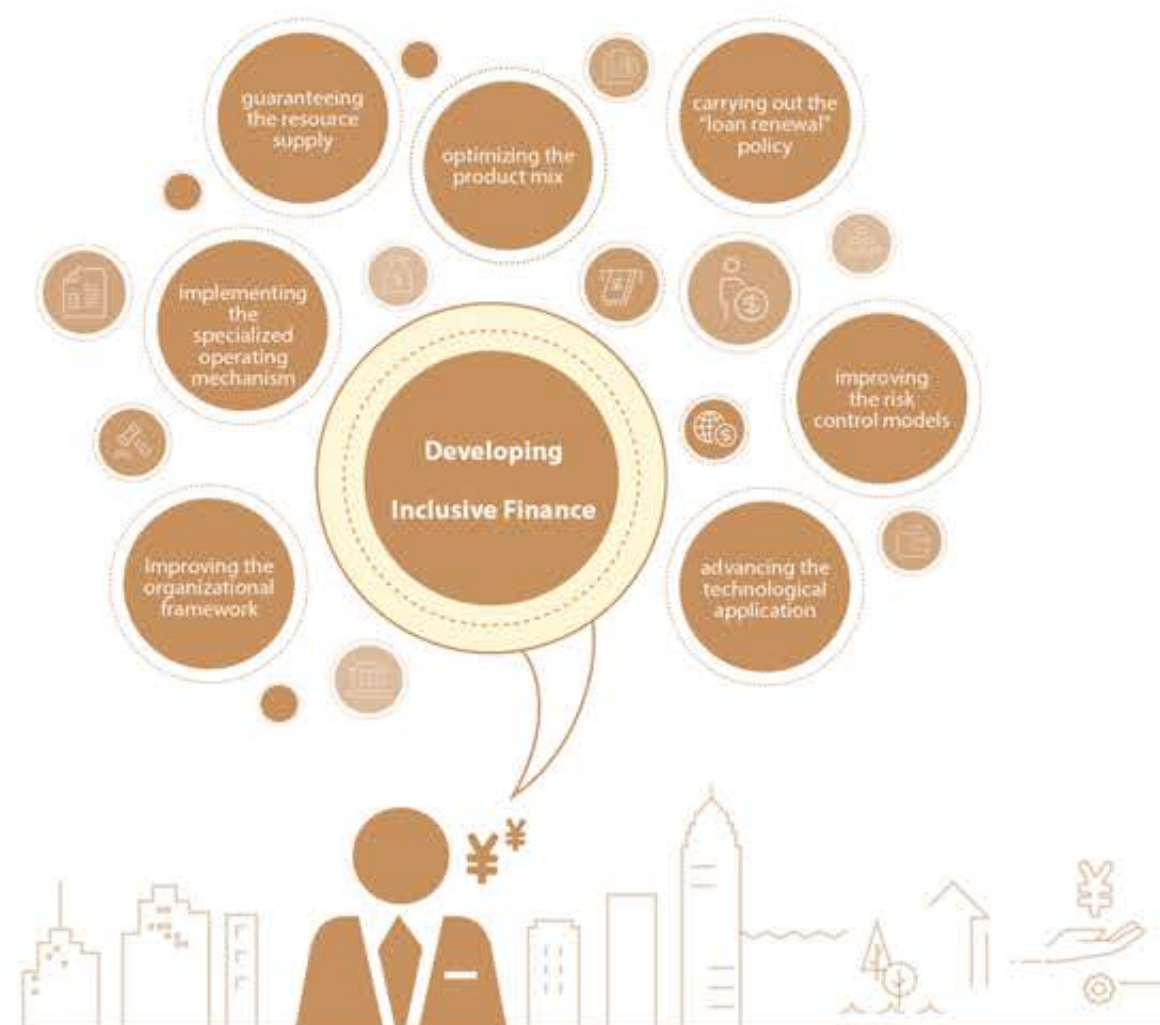 guaranteeing
the resource
supply
optimizing the
product mix
carrying out the
"loan renewal"
policy
implementing
the
specialized
operating
mechanism
improving
the risk
control models
Developing
Inclusive Finance
Improving the
organizational
framework
advancing the
technological
application
¥ ¥
¥